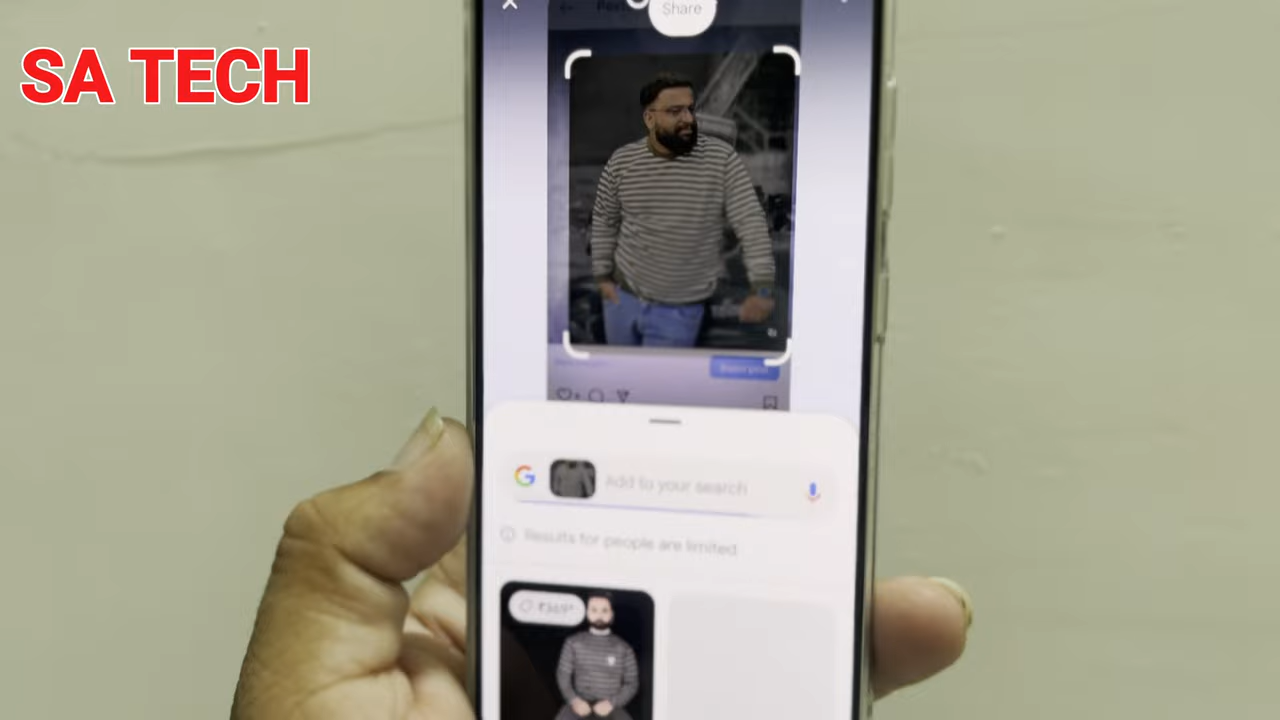 Share
SA TECH
G
Add to your search
Results for people are limited